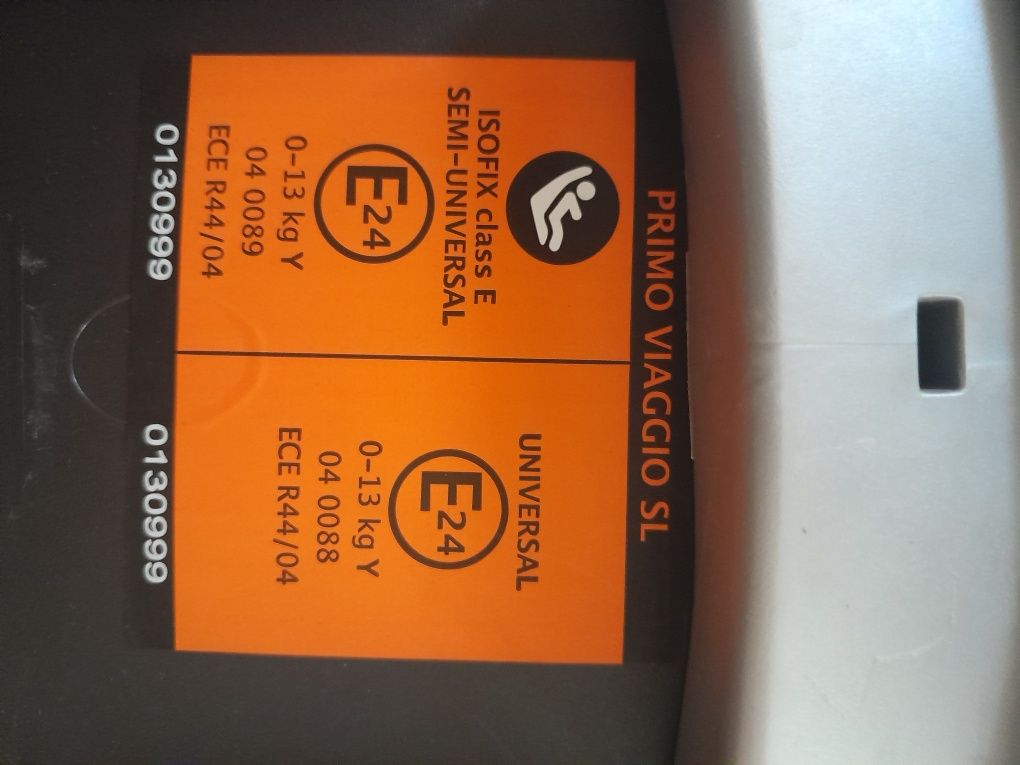 PRIMO VIAGGIO SL
ISOFIX class E
SEMI-UNIVERSAL
E24
0-13 kg Y
04 0089
ECE R44/04
0130999
UNIVERSAL
E24
0-13 kg Y
04 0088
ECE R44/04
0130999